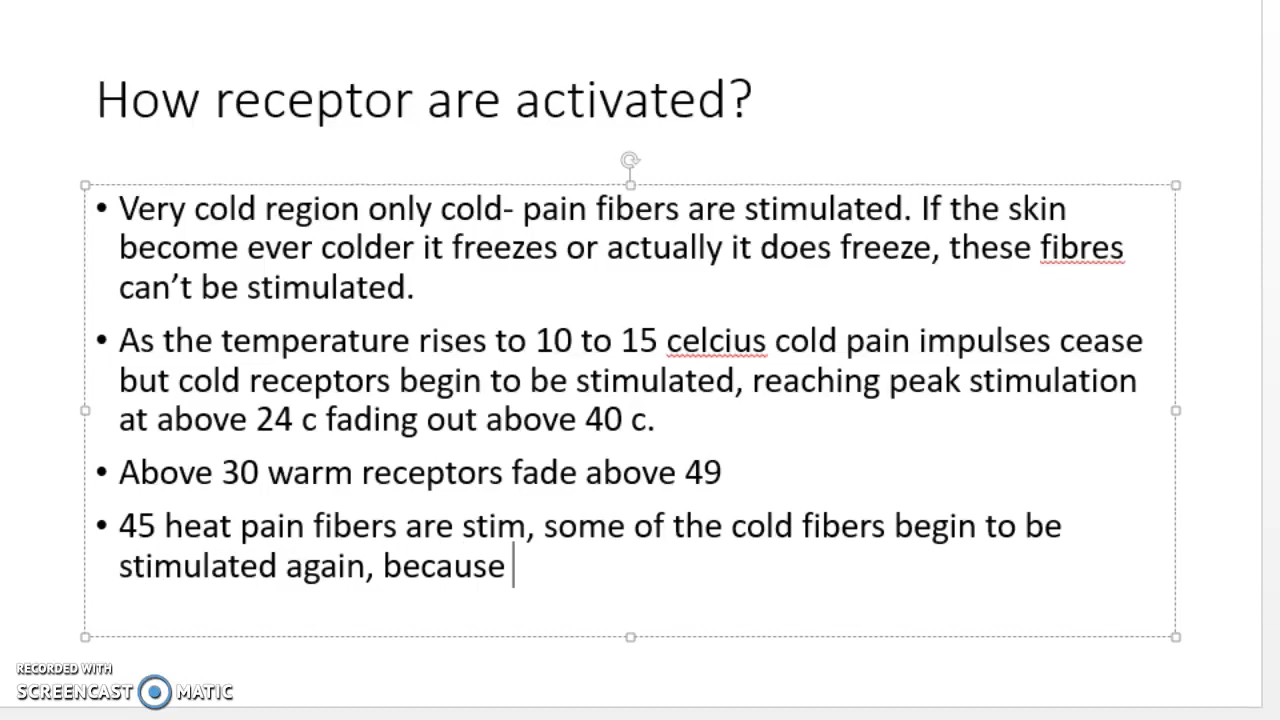 How receptor are activated?
• Very cold region only cold- pain fibers are stimulated. If the skin
become ever colder it freezes or actually it does freeze, these fibres
can’t be stimulated.
• As the temperature rises to 10 to 15 celcius cold pain impulses cease
but cold receptors begin to be stimulated, reaching peak stimulation
at above 24 c fading out above 40 c.
• Above 30 warm receptors fade above 49
• 45 heat pain fibers are stim, some of the cold fibers begin to be
stimulated again, because
RECORDED WITH
SCREENCAST MATIC